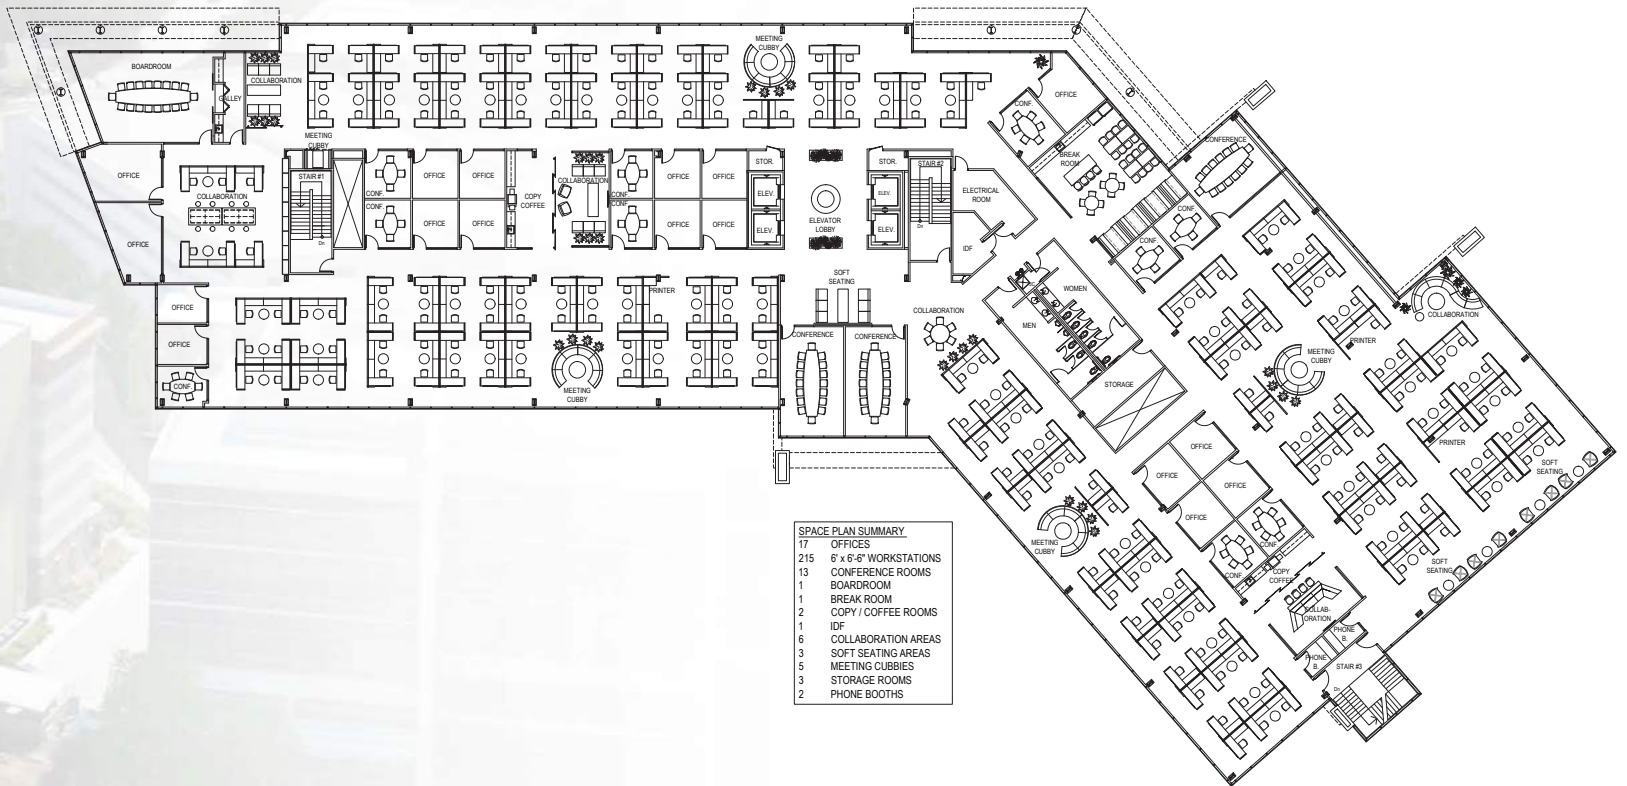 BOARDROOM
GALLEY
COLLABORATION
MEETING
CUBBY
MEETING
CUBBY
CONF.
OFFICE
BREAK
ROOM
CONFERENCE
OFFICE
OFFICE
COLLABORATION
STAIR #1
Dn
CONF.
CONF.
OFFICE
OFFICE
OFFICE
OFFICE
COPY
COFFEE
COLLABORATION
CONF.
CONF.
OFFICE
OFFICE
OFFICE
OFFICE
STOR.
ELEV.
ELEV.
ELEVATOR
LOBBY
STOR.
ELEV.
ELEV.
STAIR #2
Dn
ELECTRICAL
ROOM
IDF
CONF.
CONF.
OFFICE
OFFICE
CONF.
PRINTER
MEETING
CUBBY
SOFT
SEATING
CONFERENCE
CONFERENCE
COLLABORATION
WOMEN
MEN
STORAGE
COLLABORATION
PRINTER
MEETING
CUBBY
PRINTER
SOFT
SEATING
OFFICE
OFFICE
OFFICE
OFFICE
CONF.
CONF.
COPY
COFFEE
MEETING
CUBBY
SOFT
SEATING
COLLAB-
ORATION
PHONE
B.
PHONE
B.
STAIR #3
Dn
SPACE PLAN SUMMARY
17 OFFICES
215 6' x 6'-6" WORKSTATIONS
13 CONFERENCE ROOMS
1 BOARDROOM
1 BREAK ROOM
2 COPY / COFFEE ROOMS
1 IDF
6 COLLABORATION AREAS
3 SOFT SEATING AREAS
5 MEETING CUBBIES
3 STORAGE ROOMS
2 PHONE BOOTHS